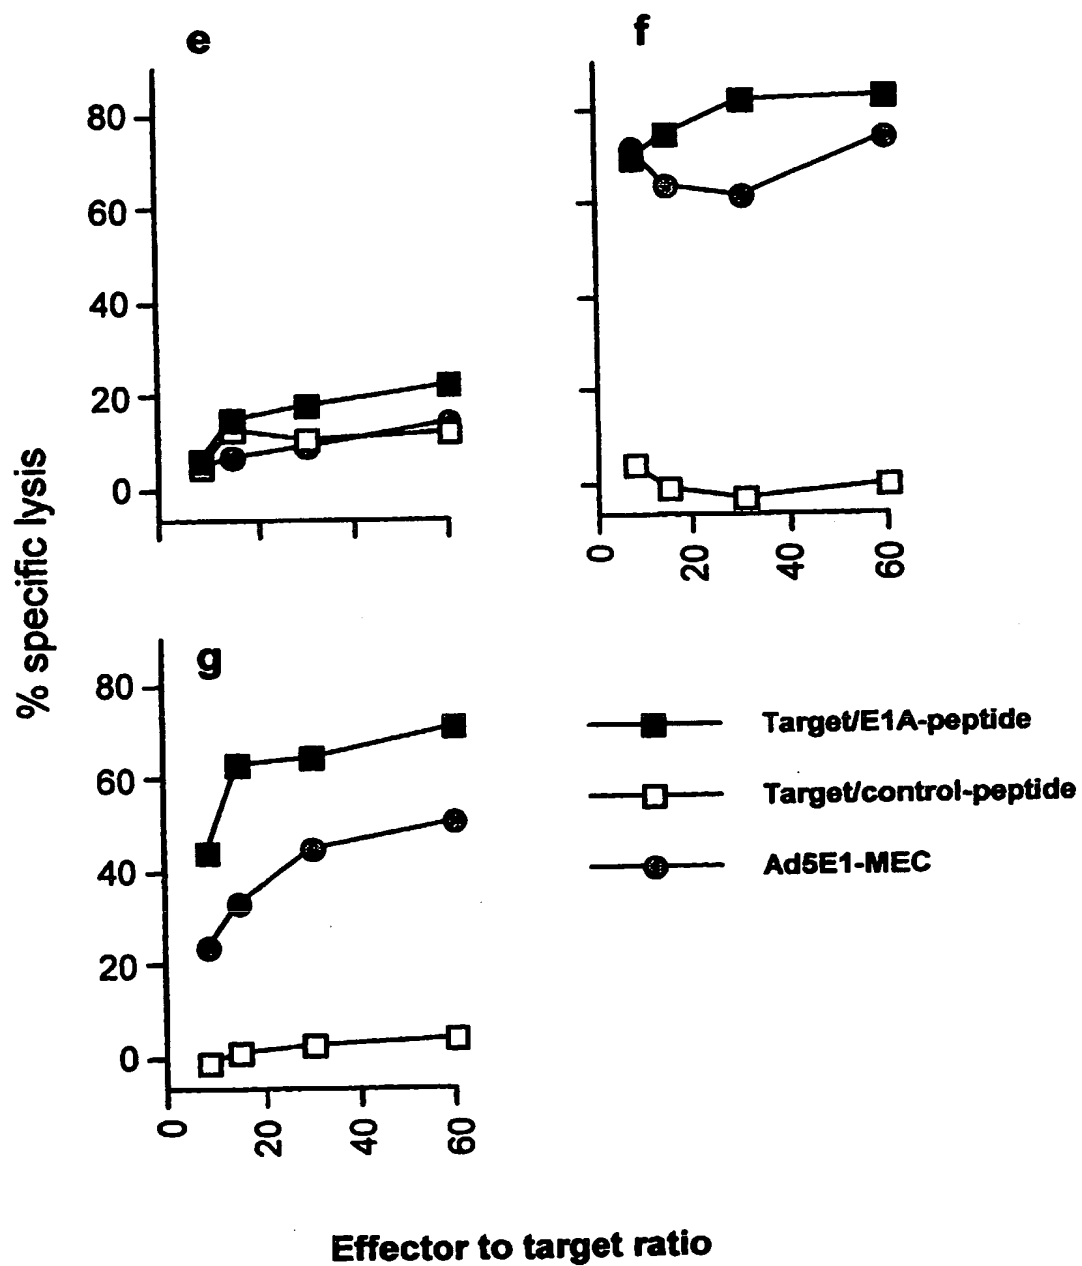 e
f
80
60
40
20
0
0
20
40
60
% specific lysis
g
80
60
40
20
0
0
20
40
60
Target/E1A-peptide
Target/control-peptide
Ad5E1-MEC
Effector to target ratio